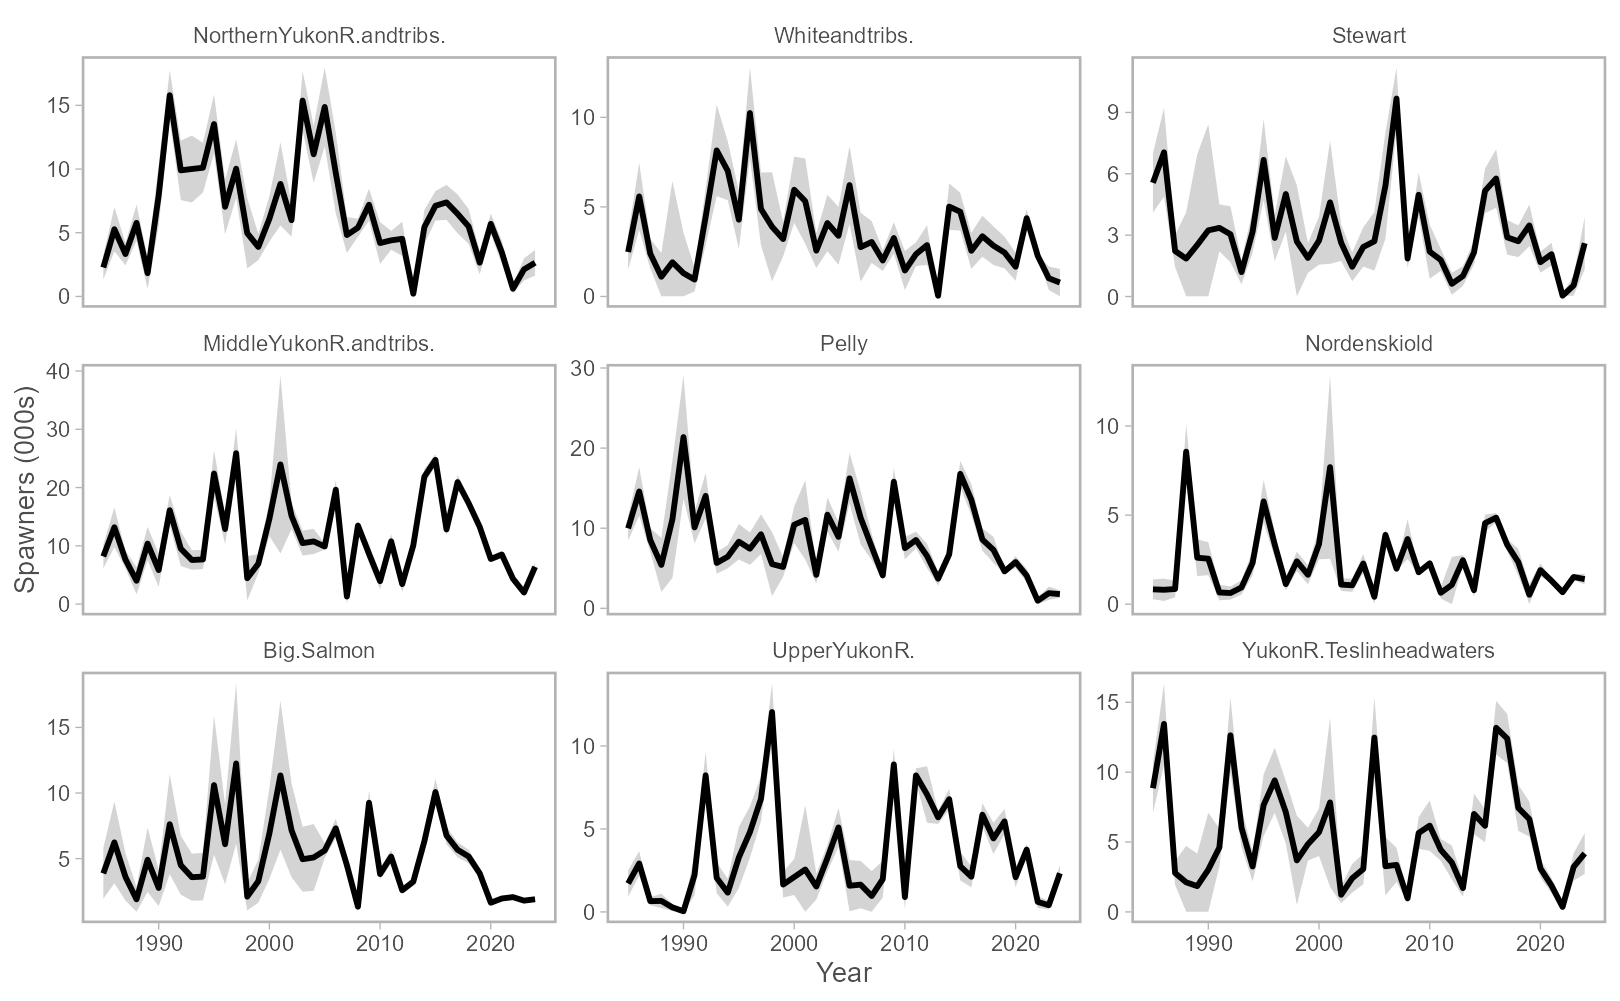 NorthernYukonR.andtribs.
Whiteandtribs.
Stewart
15
10
5
0
10
5
0
9
6
3
0
MiddleYukonR.andtribs.
Pelly
Nordenskiold
40
30
20
10
0
30
20
10
0
10
5
0
Spawners (000s)
Big.Salmon
UpperYukonR.
YukonR.Teslinheadwaters
15
10
5
10
5
0
15
10
5
0
1990 2000 2010 2020
1990 2000 2010 2020
1990 2000 2010 2020
Year